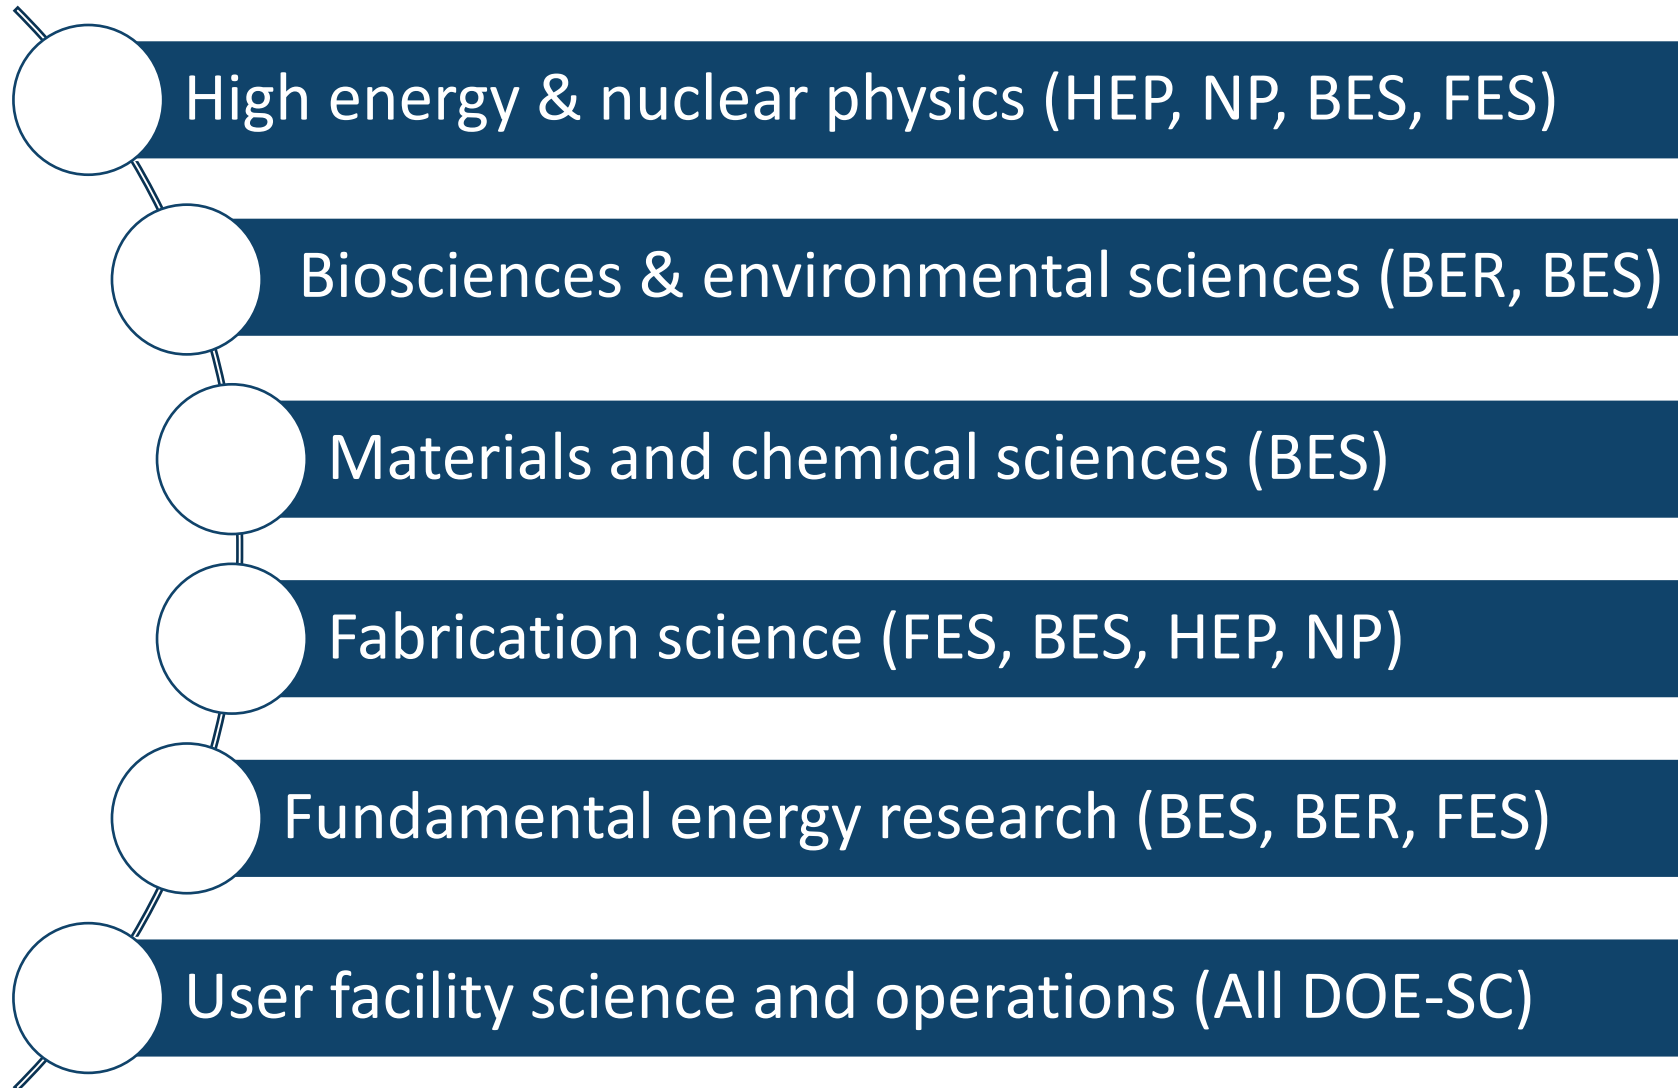 High energy & nuclear physics (HEP, NP, BES, FES)
Biosciences & environmental sciences (BER, BES)
Materials and chemical sciences (BES)
Fabrication science (FES, BES, HEP, NP)
Fundamental energy research (BES, BER, FES)
User facility science and operations (All DOE-SC)